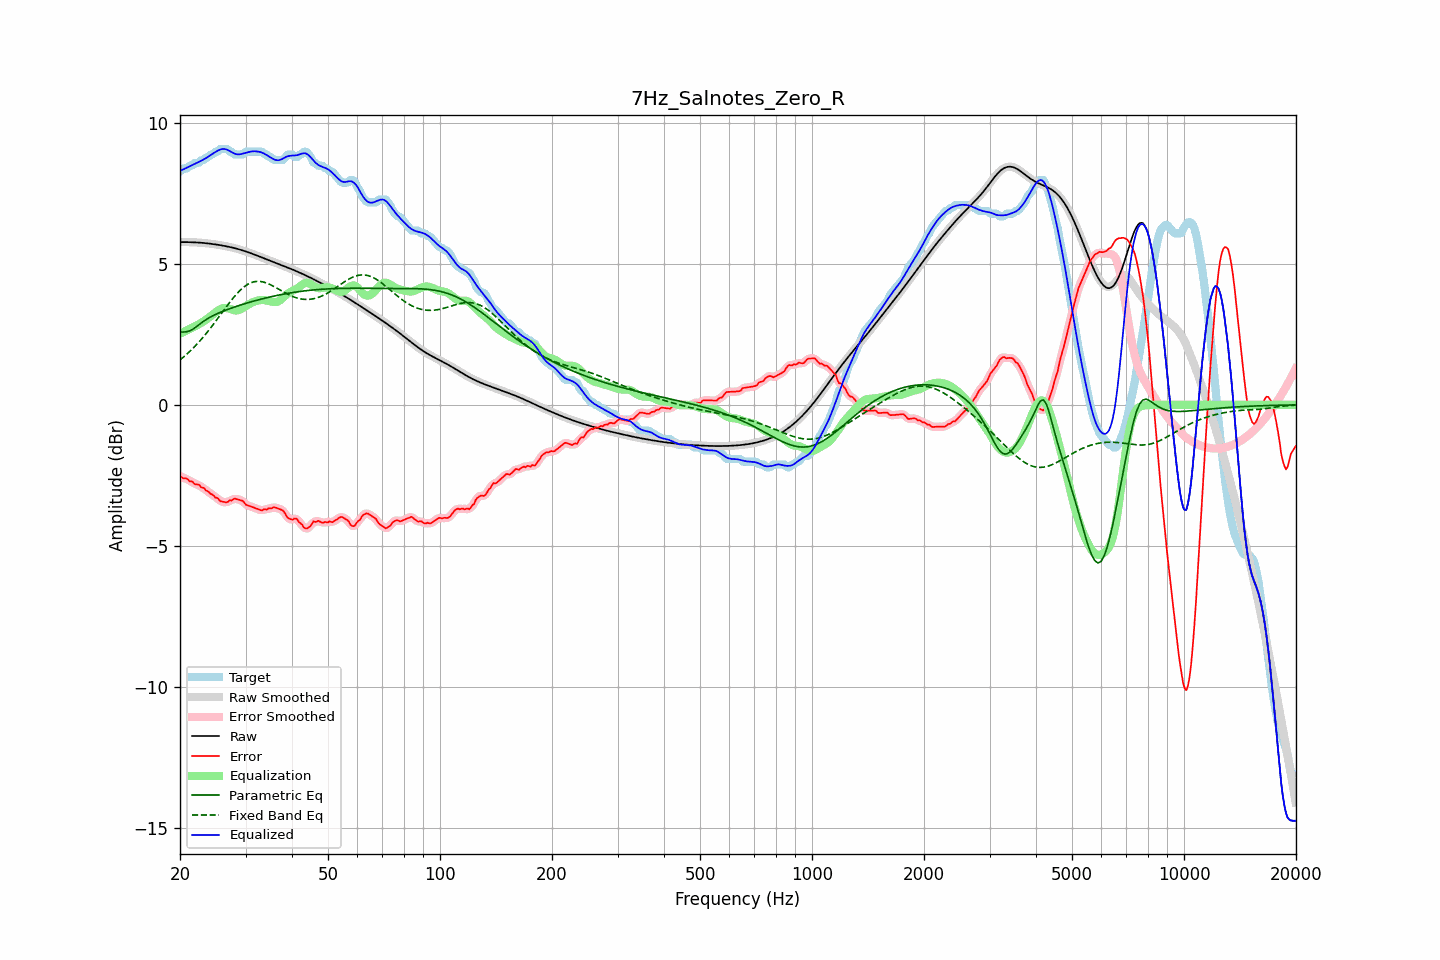 7Hz_Salnotes_Zero_R
10
5
0
−5
−10
−15
Amplitude (dBr)
Target
Raw Smoothed
Error Smoothed
Raw
Error
Equalization
Parametric Eq
Fixed Band Eq
Equalized
20 50 100 200 500 1000 2000 5000 10000 20000
Frequency (Hz)